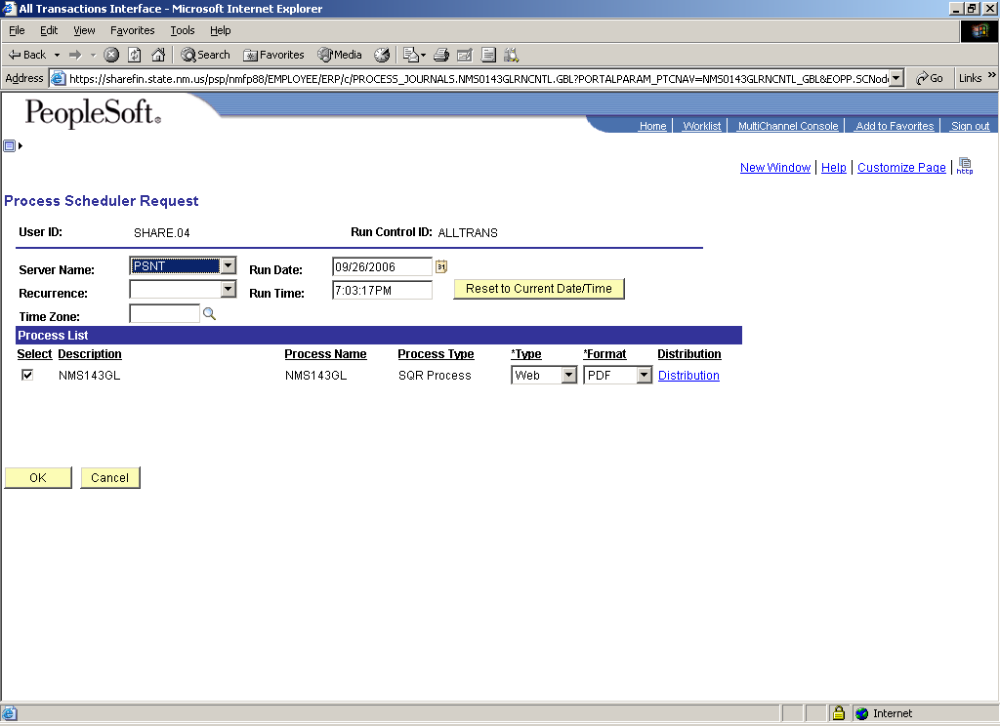 All Transactions Interface - Microsoft Internet Explorer
File Edit View Favorites Tools Help
Back Search Favorites Media
Address https://sharefin.state.nm.us/psp/nmfp88/EMPLOYEE/ERP/c/PROCESS_JOURNALS.NMS0143GLRNCNTL.GBL?PORTALPARAM_PTCNAV=NMS0143GLRNCNTL_GBL&EOPP.SCNode Go Links »
PeopleSoft.
Home Worklist MultiChannel Console Add to Favorites Sign out
New Window | Help | Customize Page | http
Process Scheduler Request
User ID: SHARE.04 Run Control ID: ALLTRANS
Server Name: PSNT Run Date: 09/26/2006 31
Recurrence: Run Time: 7:03:17PM Reset to Current Date/Time
Time Zone:
Process List
Select Description Process Name Process Type *Type *Format Distribution
NMS143GL NMS143GL SQR Process Web PDF Distribution
OK Cancel
Internet